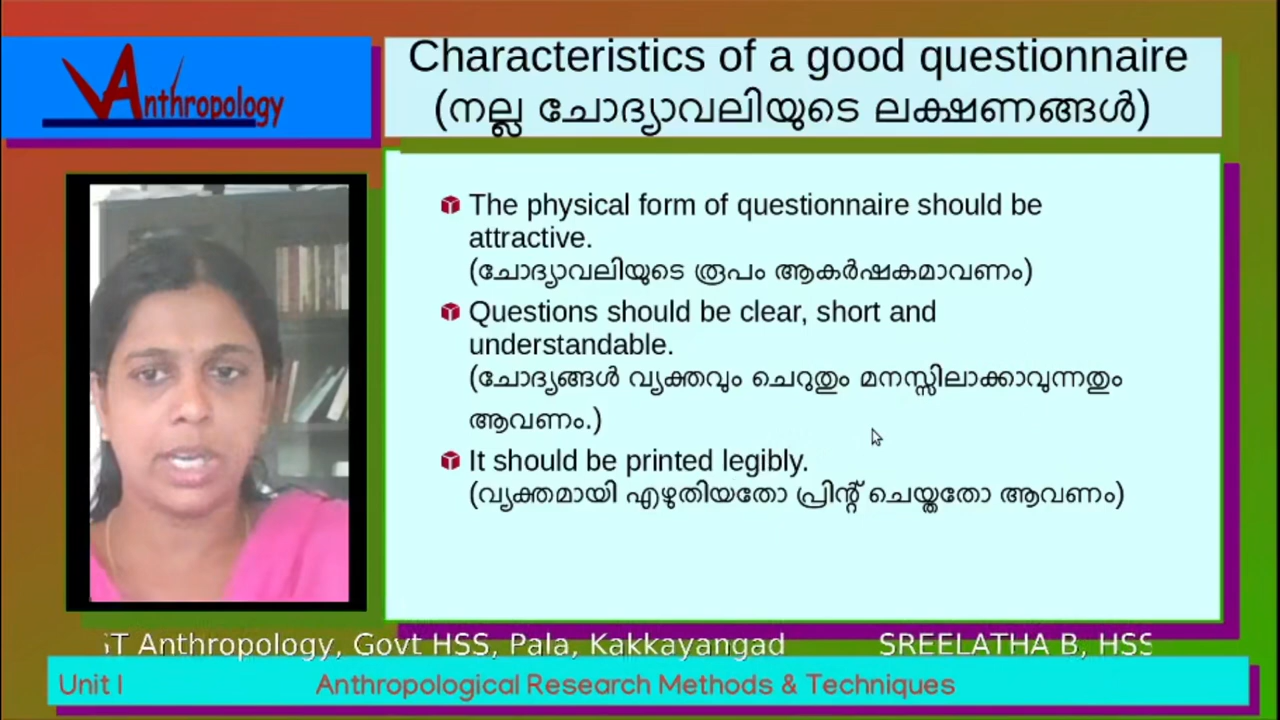 Anthropology
Characteristics of a good questionnaire
(നല്ല ചോദ്യാവലിയുടെ ലക്ഷണങ്ങൾ)
The physical form of questionnaire should be
attractive.
(ചോദ്യാവലിയുടെ രൂപം ആകർഷകമാവണം)
Questions should be clear, short and
understandable.
(ചോദ്യങ്ങൾ വ്യക്തവും ചെറുതും മനസ്സിലാക്കാവുന്നതും
ആവണം.)
It should be printed legibly.
(വ്യക്തമായി എഴുതിയതോ പ്രിന്റ് ചെയ്തതോ ആവണം)
ST Anthropology, Govt HSS, Pala, Kakkayangad SREELATHA B, HSS
Unit I Anthropological Research Methods & Techniques